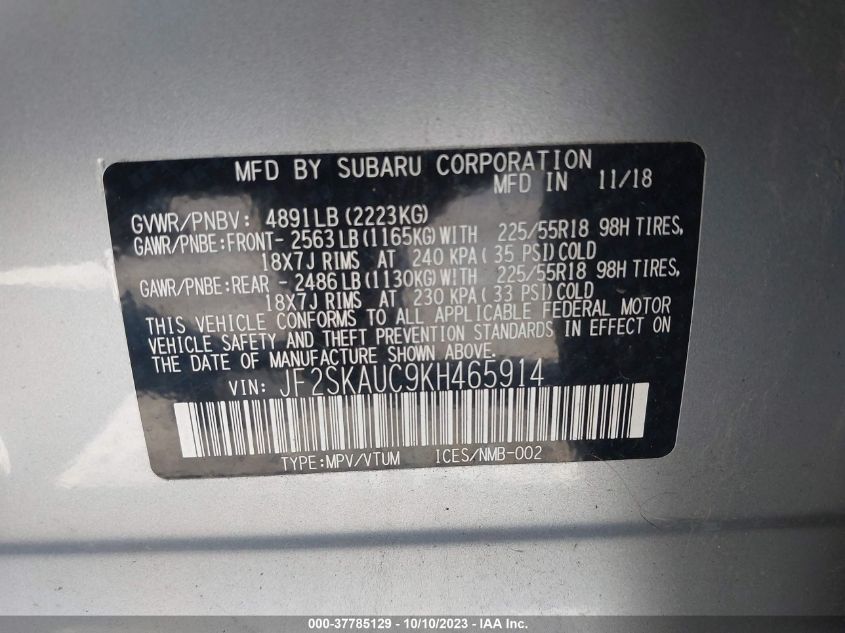 MFD BY SUBARU CORPORATION
MFD IN 11/18
GVWR/PNBV: 4891LB(2223KG)
GAWR/PNBE:FRONT- 2563LB(1165KG)WITH 225/55R18 98H TIRES,
18X7J RIMS AT 240 KPA( 35 PSI)COLD
GAWR/PNBE:REAR - 2486LB(1130KG)WITH 225/55R18 98H TIRES,
18X7J RIMS AT 230 KPA( 33 PSI)COLD
THIS VEHICLE CONFORMS TO ALL APPLICABLE FEDERAL MOTOR
VEHICLE SAFETY AND THEFT PREVENTION STANDARDS IN EFFECT ON
THE DATE OF MANUFACTURE SHOWN ABOVE.
VIN: JF2SKAUC9KH465914
TYPE:MPV/VTUM ICES/NMB-002
000-37785129 - 10/10/2023 - IAA Inc.